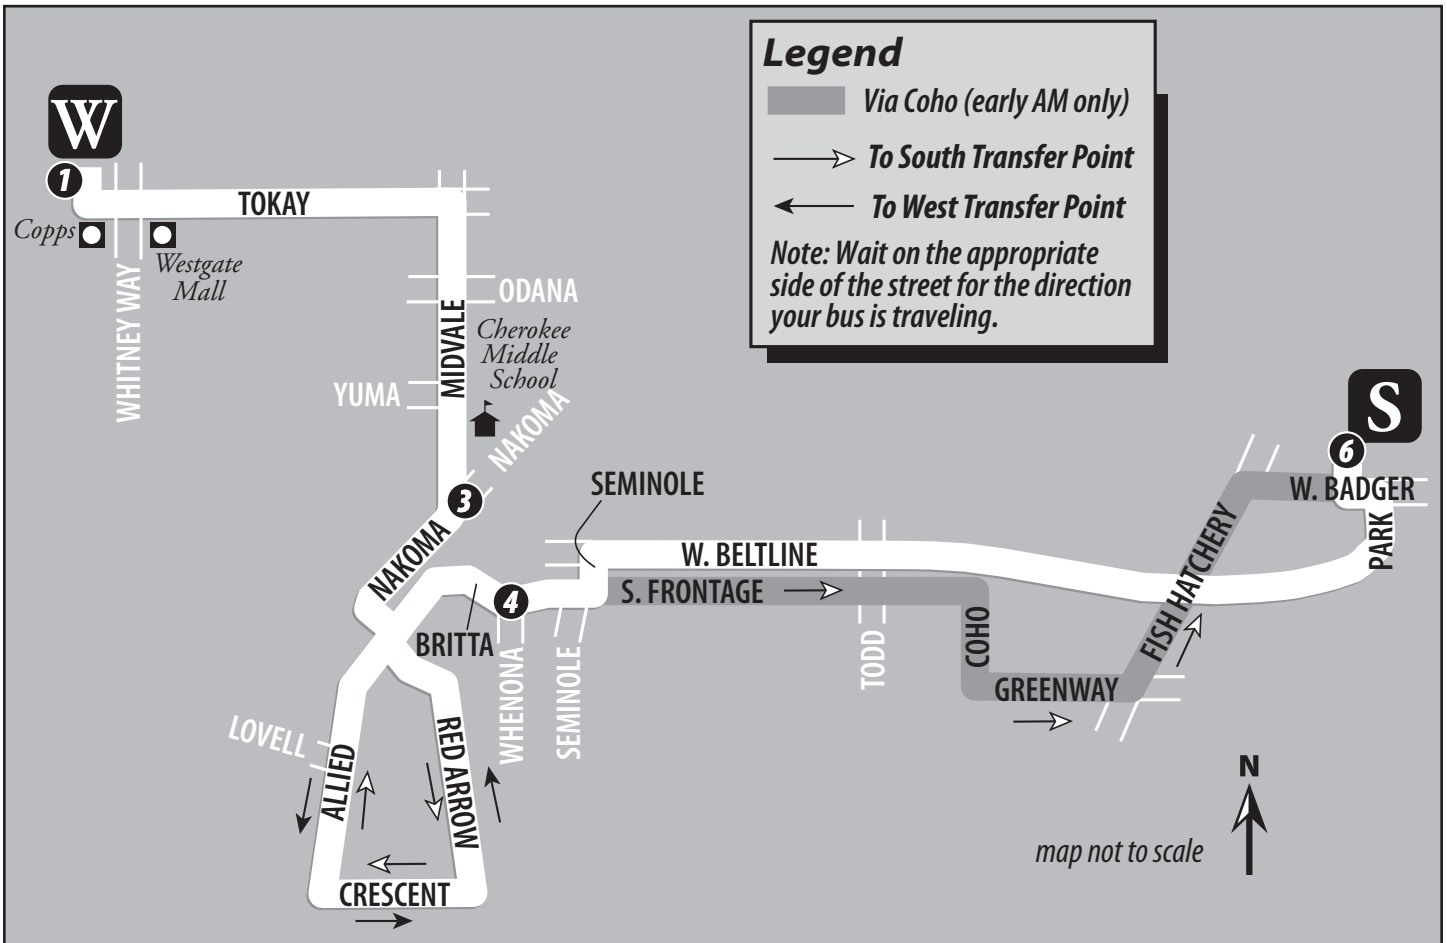 Legend
Via Coho (early AM only)
To South Transfer Point
To West Transfer Point
Note: Wait on the appropriate
side of the street for the direction
your bus is traveling.
W
1
TOKAY
Copps
Westgate
Mall
WHITNEY WAY
ODANA
MIDVALE
Cherokee
Middle
School
YUMA
NAKOMA
3
NAKOMA
SEMINOLE
S
6
W. BADGER
PARK
W. BELTLINE
S. FRONTAGE
FISH HATCHERY
4
BRITTA
WHENONA
SEMINOLE
TODD
COHO
GREENWAY
LOVELL
ALLIED
RED ARROW
CRESCENT
N
map not to scale